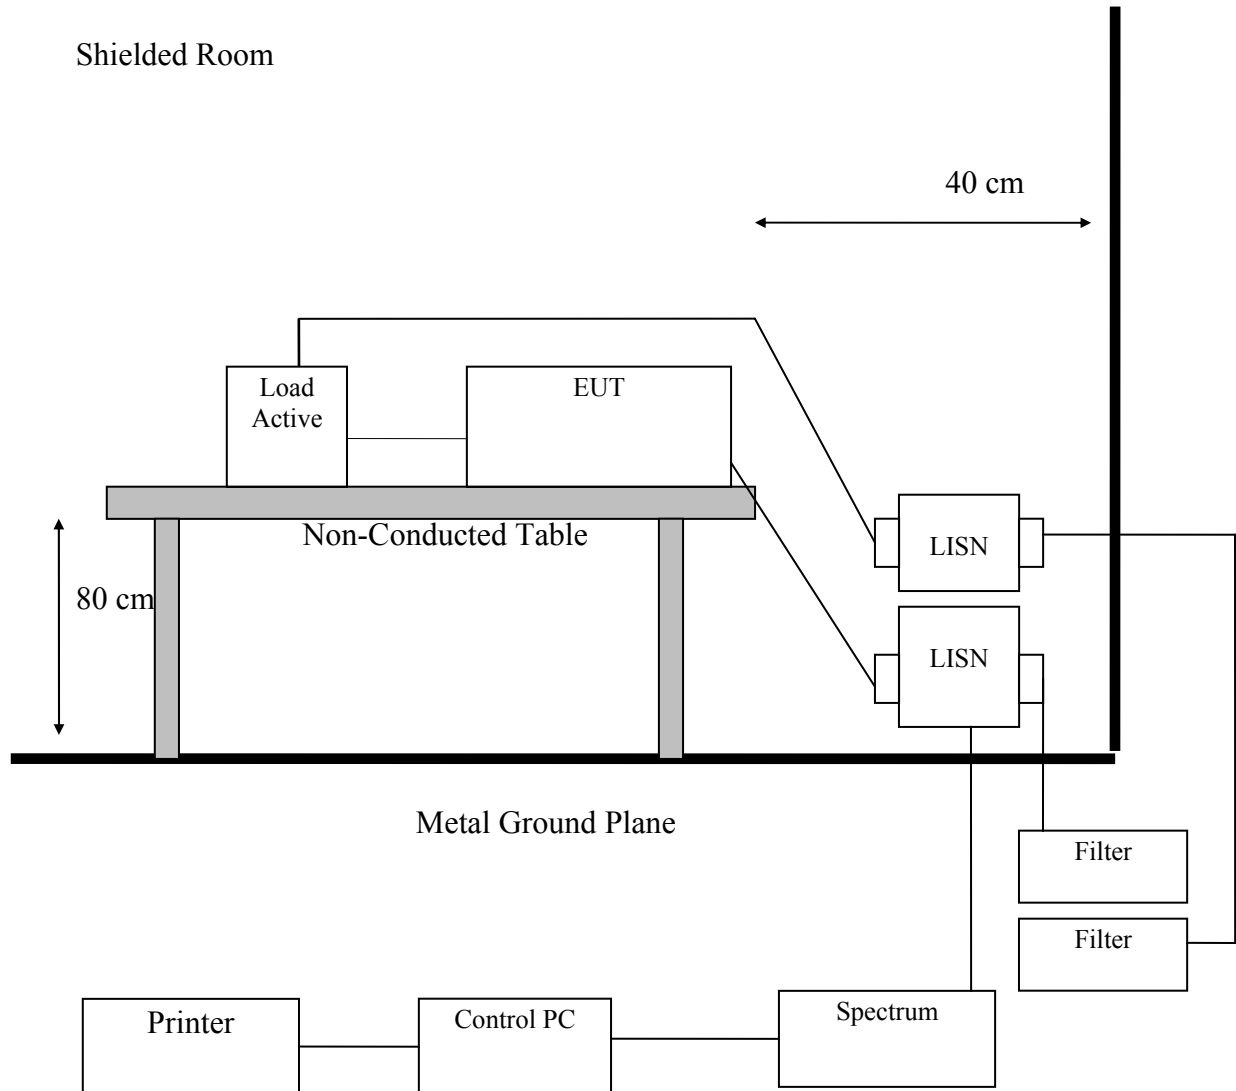 Shielded Room
40 cm
Load
Active
EUT
Non-Conducted Table
LISN
80 cm
LISN
Metal Ground Plane
Filter
Filter
Printer
Control PC
Spectrum